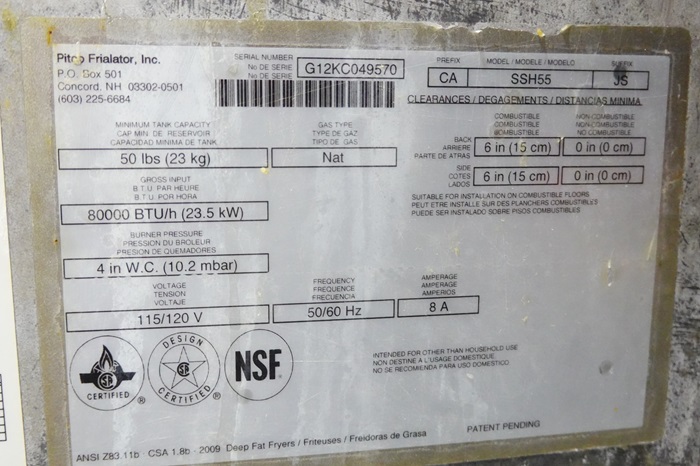 Pitco Frialator, Inc.
P.O. Box 501
Concord, NH 03302-0501
(603) 225-6684
SERIAL NUMBER
No DE SERIE
No DE SERIE
G12KC049570
PREFIX
CA
MODEL / MODELE / MODELO
SSH55
SUFFIX
JS
CLEARANCES / DEGAGEMENTS / DISTANCIAS MINIMA
COMBUSTIBLE
COMBUSTIBLE
COMBUSTIBLE
NON-COMBUSTIBLE
NON-COMBUSTIBLE
NO COMBUSTIBLE
BACK
ARRIERE
PARTE DE ATRAS
6 in (15 cm)
0 in (0 cm)
SIDE
COTES
LADOS
6 in (15 cm)
0 in (0 cm)
SUITABLE FOR INSTALLATION ON COMBUSTIBLE FLOORS
PEUT ETRE INSTALLE SUR DES PLANCHERS COMBUSTIBLES
PUEDE SER INSTALADO SOBRE PISOS COMBUSTIBLES
MINIMUM TANK CAPACITY
CAP MIN. DE RESERVOIR
CAPACIDAD MINIMA DE TANK
50 lbs (23 kg)
GAS TYPE
TYPE DE GAZ
TIPO DE GAS
Nat
GROSS INPUT
B.T.U. PAR HEURE
B.T.U. POR HORA
80000 BTU/h (23.5 kW)
BURNER PRESSURE
PRESSION DU BROLEUR
PRESION DE QUEMADORES
4 in W.C. (10.2 mbar)
VOLTAGE
TENSION
VOLTAJE
115/120 V
FREQUENCY
FREQUENCE
FRECUENCIA
50/60 Hz
AMPERAGE
AMPERAGE
AMPERIOS
8 A
CERTIFIED ®
DESIGN
CERTIFIED ®
NSF
INTENDED FOR OTHER THAN HOUSEHOLD USE
NON DESTINE A L'USAGE DOMESTIQUE
NO SE RECOMIENDA PARA USO DOMESTICO
ANSI Z83.11b CSA 1.8b - 2009 Deep Fat Fryers / Friteuses / Freidoras de Grasa
PATENT PENDING